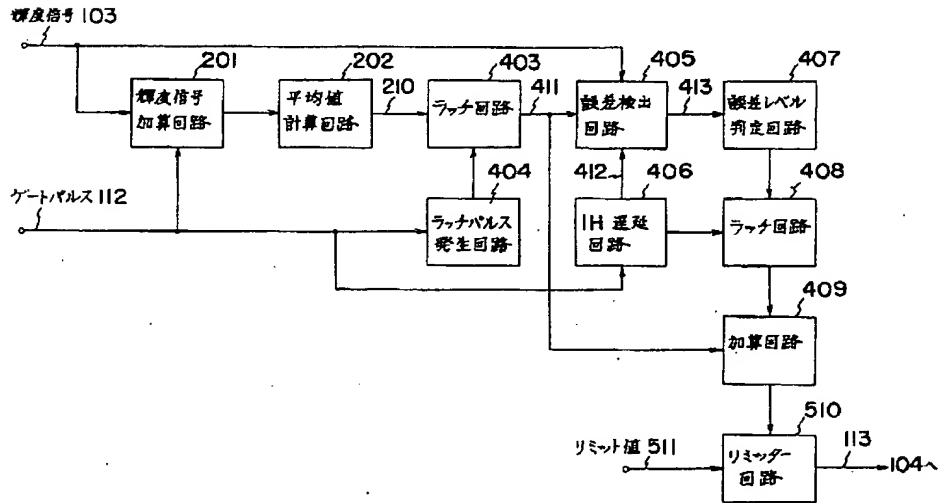 輝度信号 103
201
202
403
405
407
輝度信号
加算回路
平均値
計算回路
210
ラッチ回路
411
誤差検出
回路
413
誤差レベル
判定回路
404
412
406
408
ゲートパルス 112
ラッチパルス
発生回路
1H 遅延
回路
ラッチ回路
409
加算回路
510
リミット値 511
リミッター
回路
113
104へ